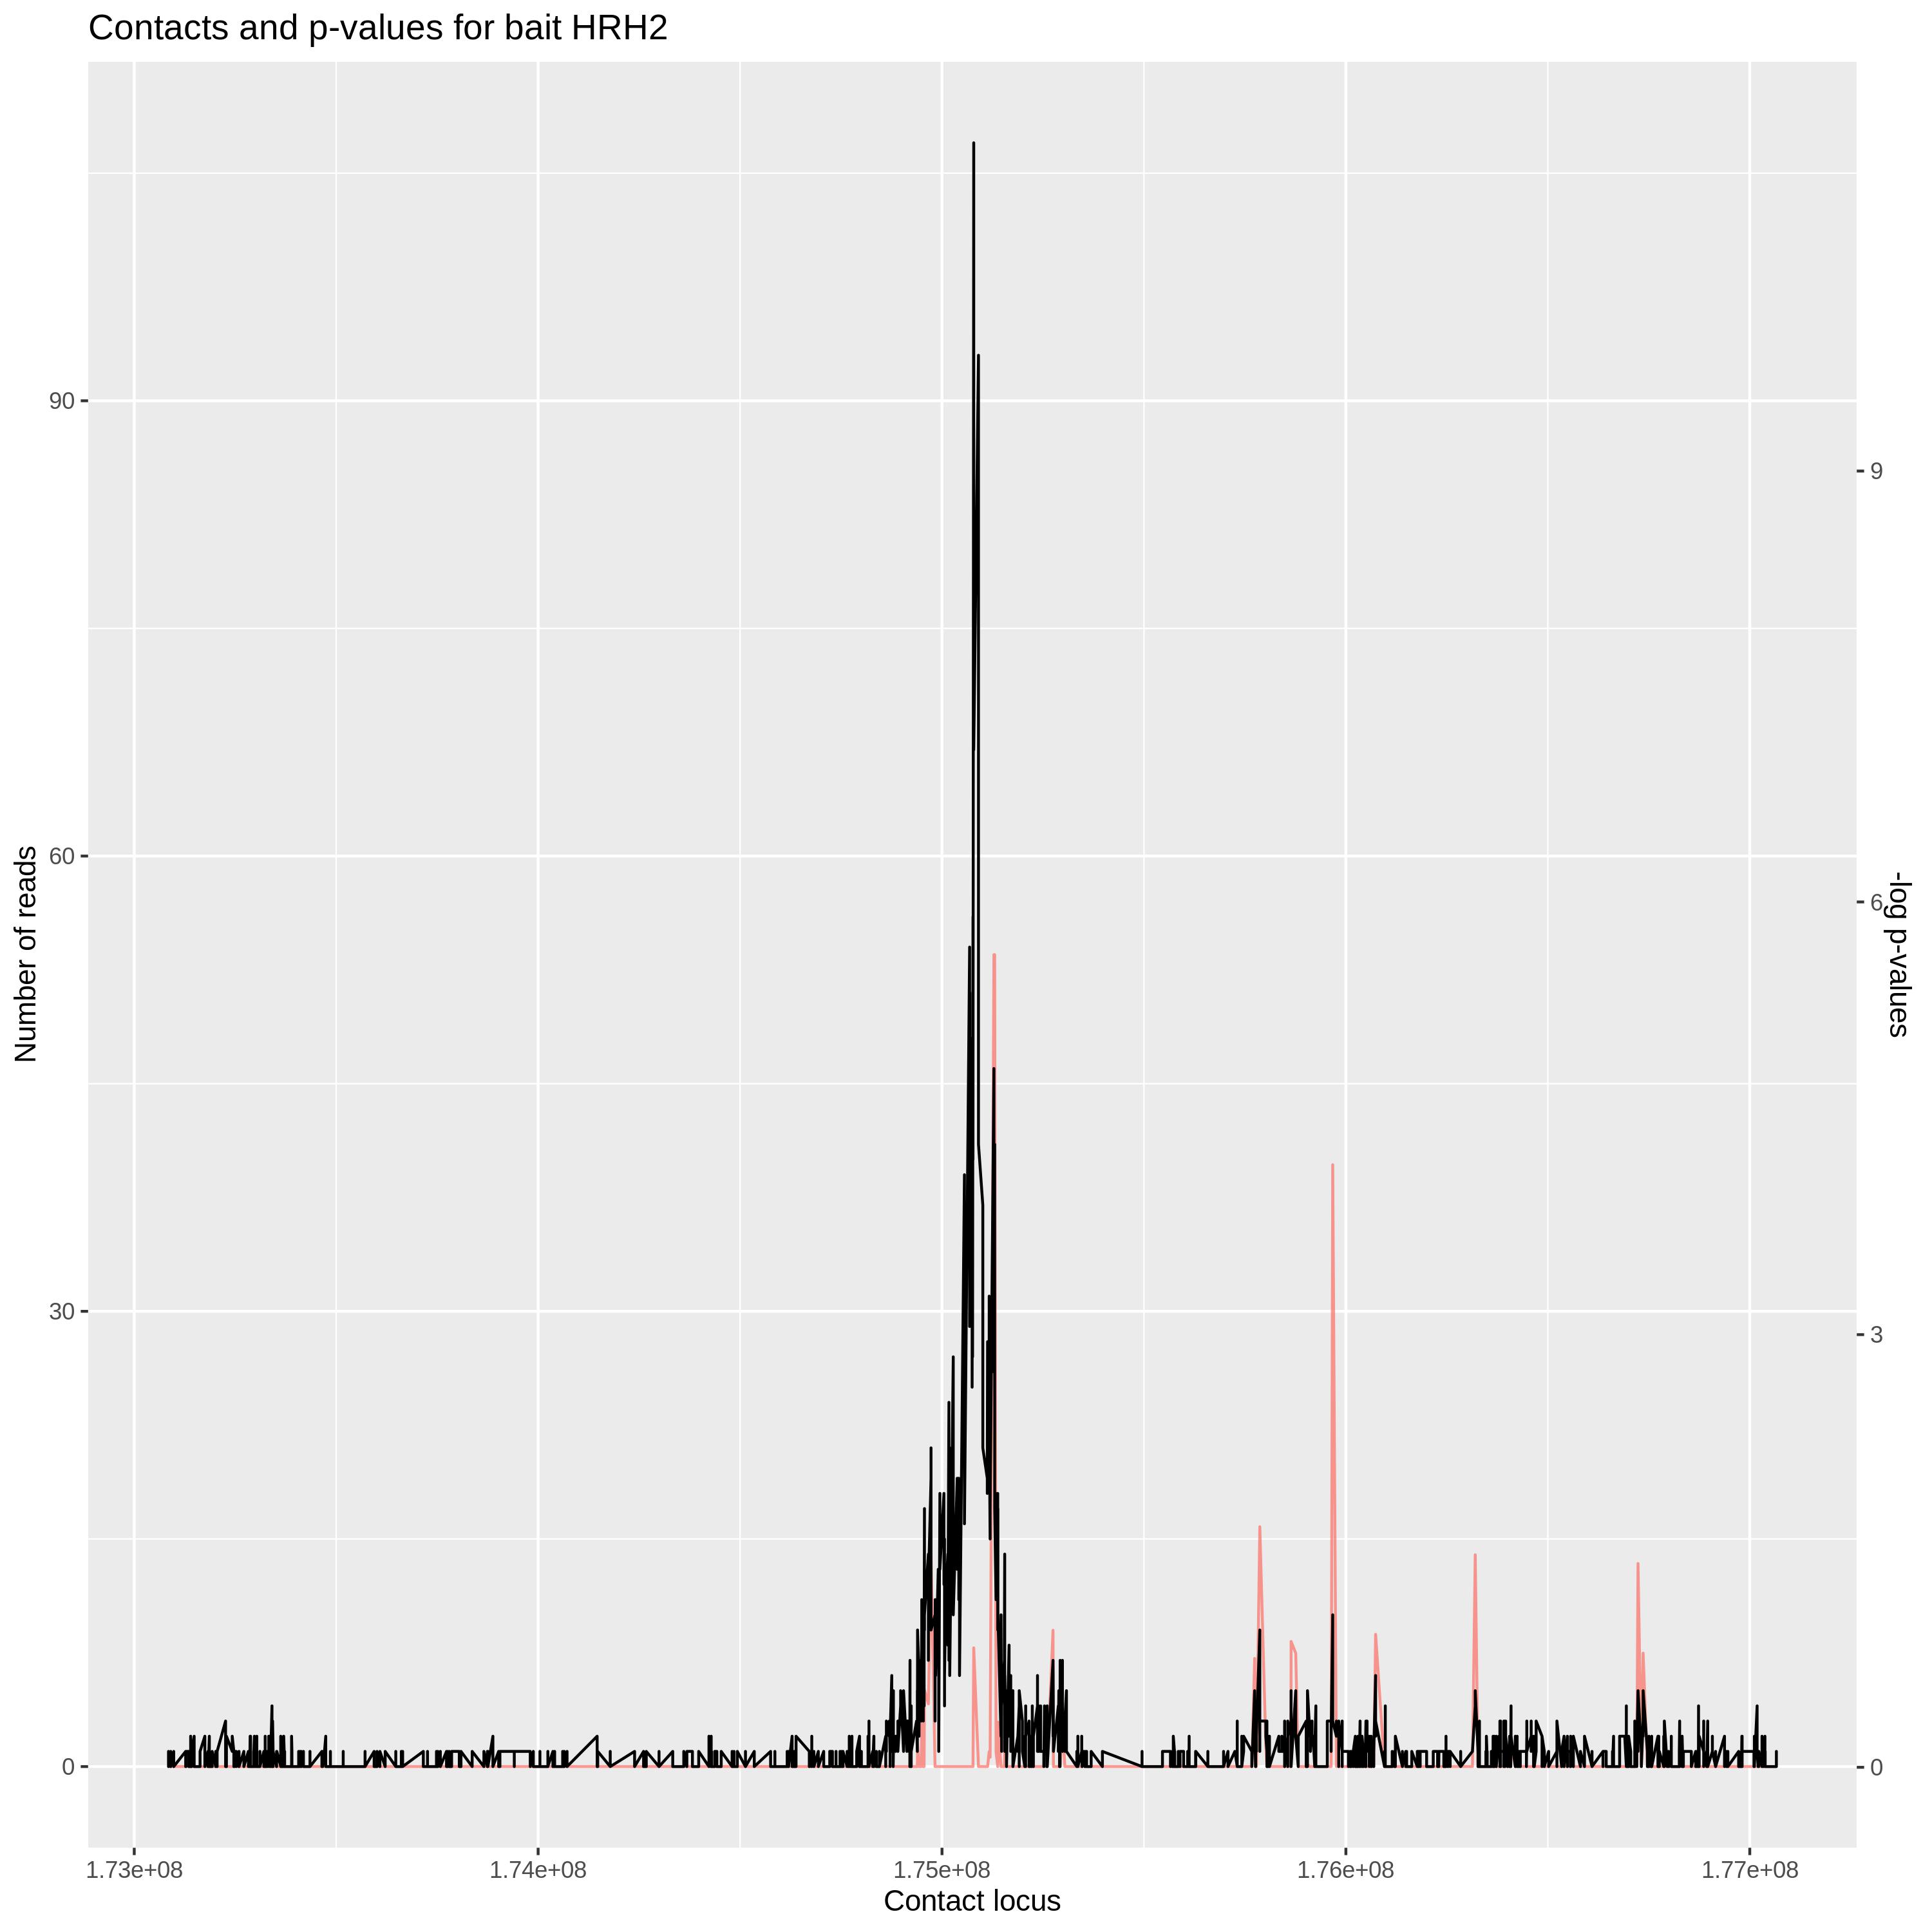 Contacts and p-values for bait HRH2
Number of reads
90
60
30
0
9
6
3
0
-log p-values
1.73e+08
1.74e+08
1.75e+08
1.76e+08
1.77e+08
Contact locus